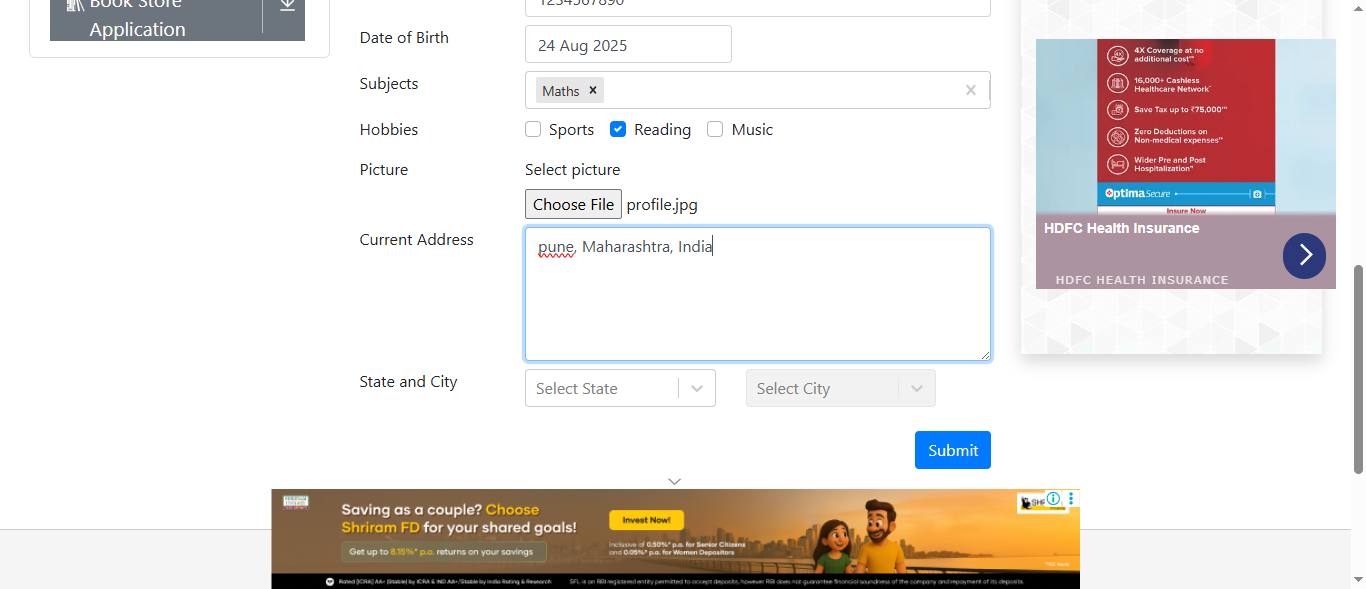 Book Store
Application
1234567890
Date of Birth
24 Aug 2025
Subjects
Maths
Hobbies
Sports
Reading
Music
Picture
Select picture
Choose File profile.jpg
Current Address
pune, Maharashtra, India
State and City
Select State
Select City
Submit
4X Coverage at no
additional cost
16,000+ Cashless
Healthcare Network
Save Tax up to ₹75,000
Zero Deductions on
Non-medical expenses
Wider Pre and Post
Hospitalization
Optima Secure
Insure Now
HDFC Health Insurance
HDFC HEALTH INSURANCE
Saving as a couple? Choose
Shriram FD for your shared goals!
Get up to 8.15%* p.a. returns on your savings
Invest Now!
Inclusive of 0.50%* p.a. for Senior Citizens
and 0.05%* p.a. for Women Depositors
Rated [ICRA] AA+ (Stable) by ICRA & IND AA+/Stable by India Rating & Research
SFL is an RBI registered entity permitted to accept deposits, however RBI does not guarantee financial soundness of the company and repayment of its deposits.